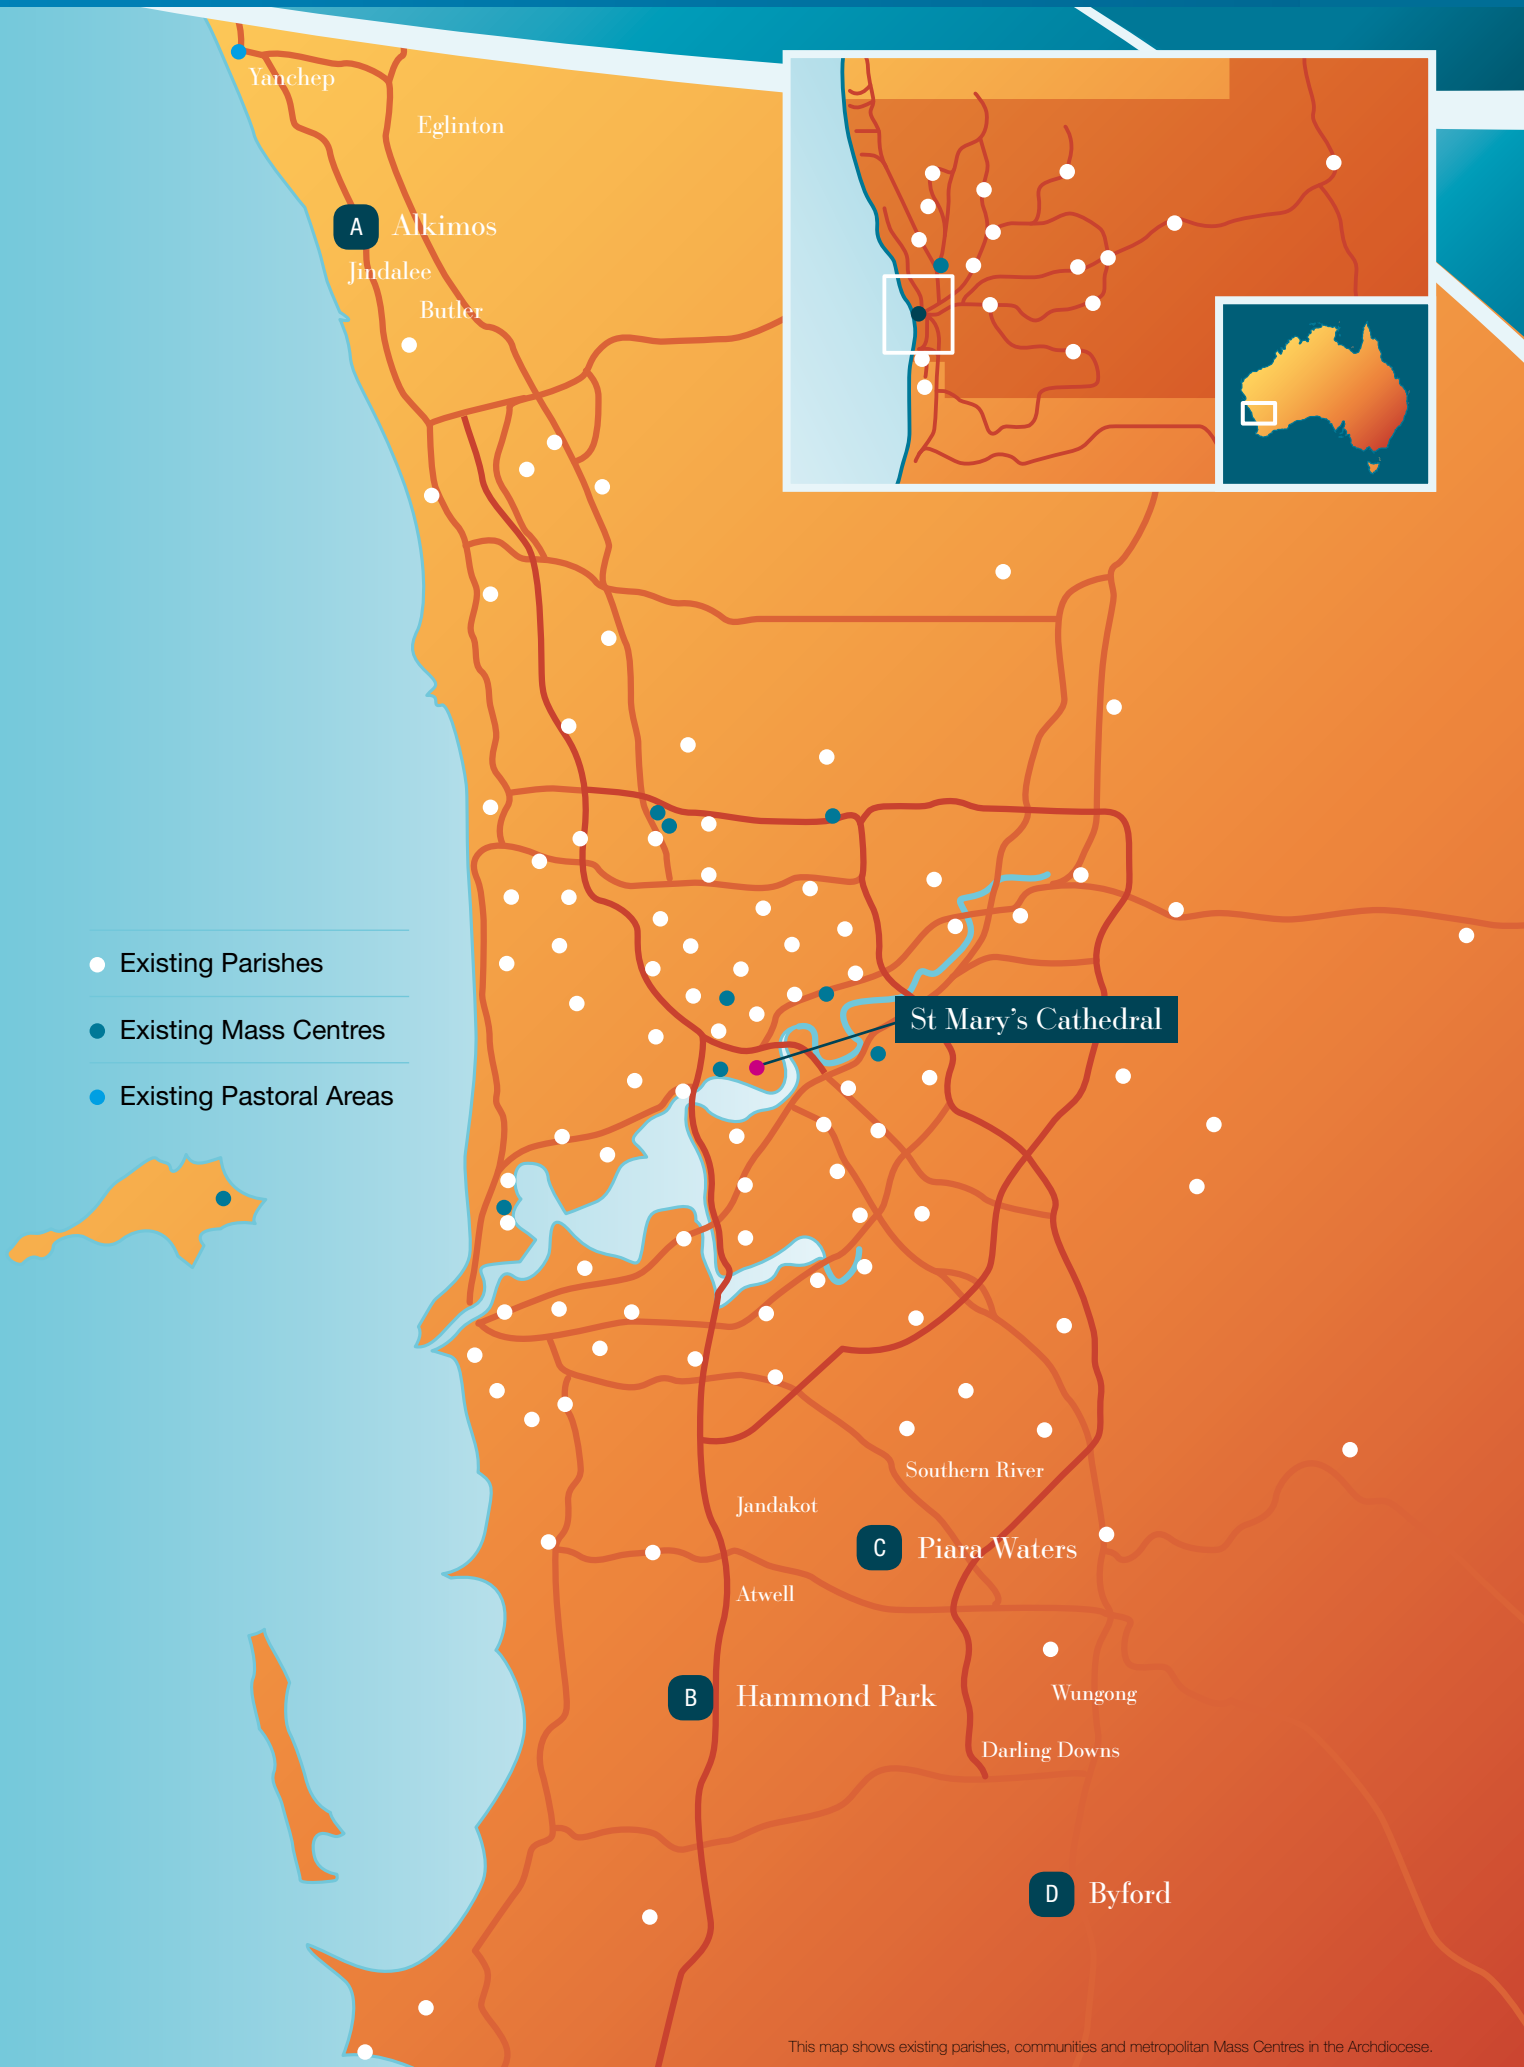 Yanchep
Eglinton
A Alkimos
Jindalee
Butler
Existing Parishes
Existing Mass Centres
Existing Pastoral Areas
St Mary's Cathedral
Southern River
Jandakot
C Piara Waters
Atwell
B Hammond Park
Wungong
Darling Downs
D Byford
This map shows existing parishes, communities and metropolitan Mass Centres in the Archdiocese.